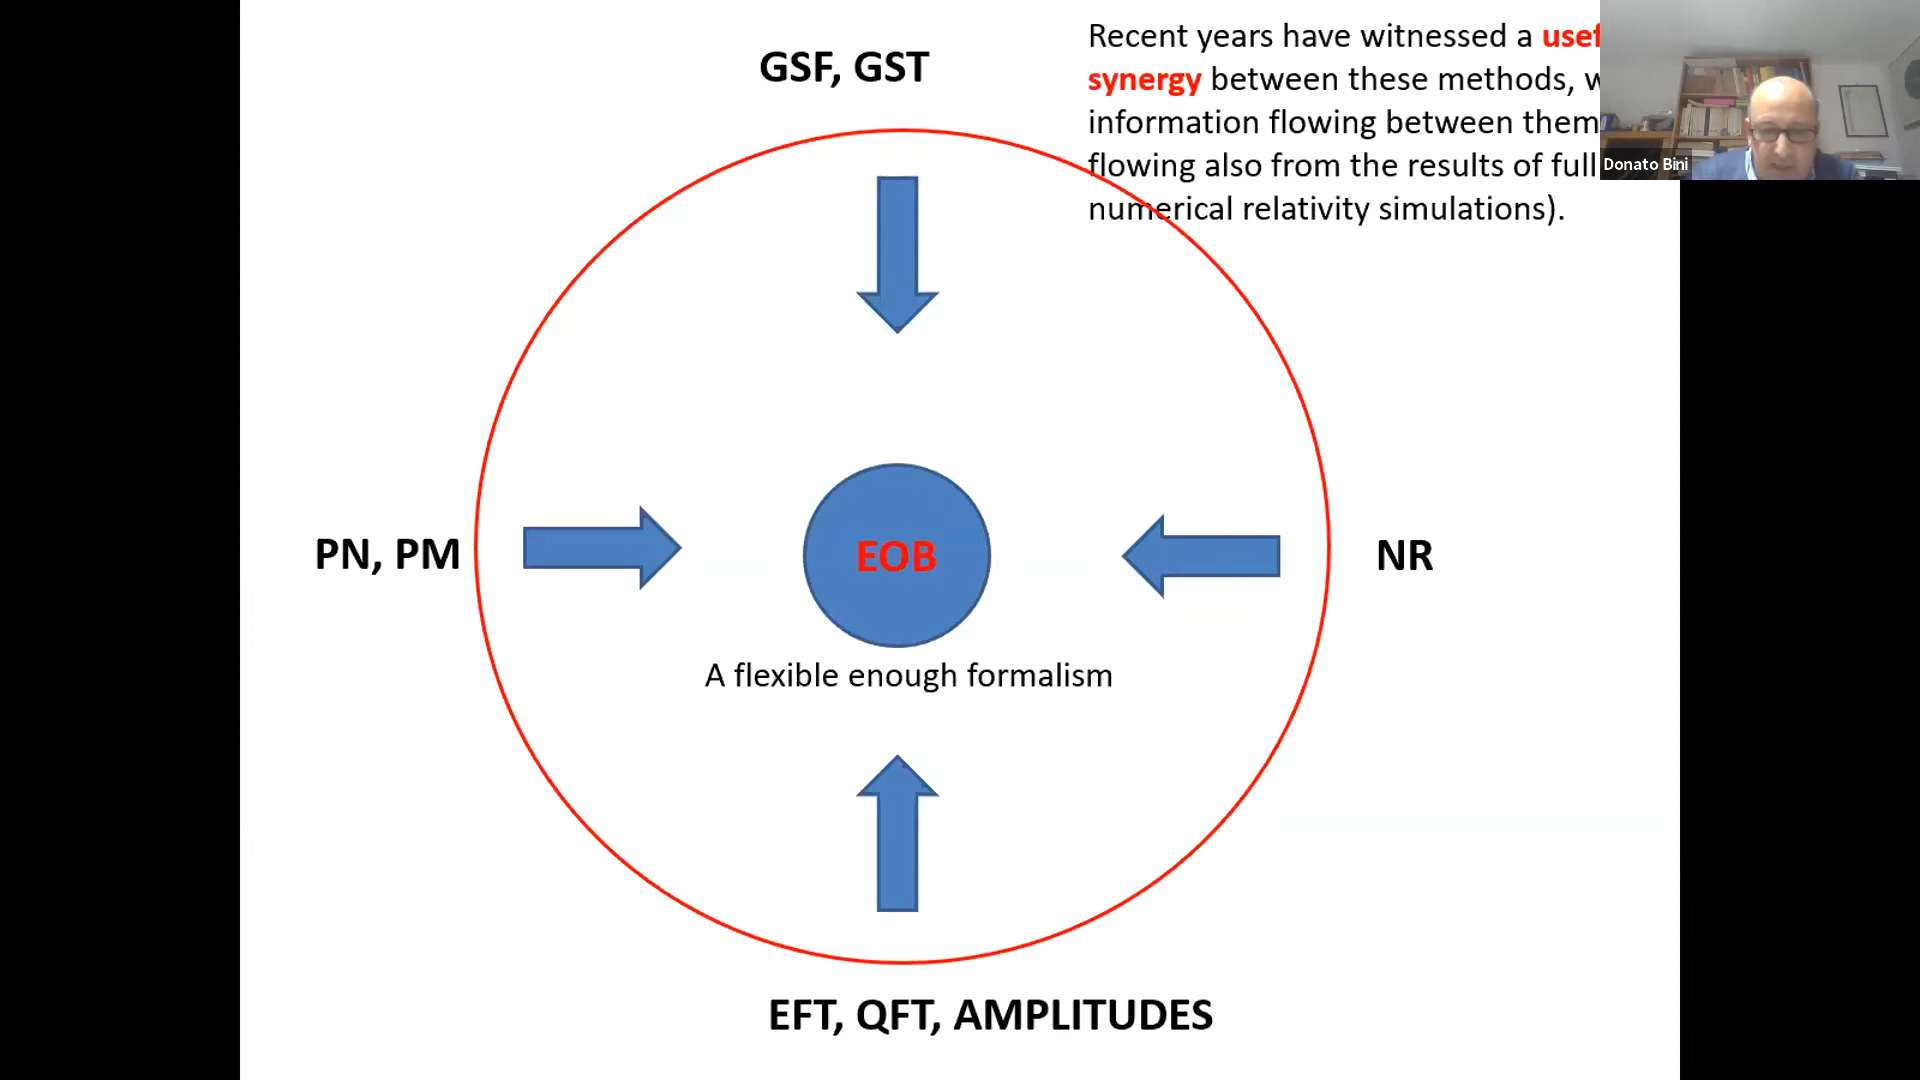 GSF, GST
Recent years have witnessed a
synergy between these methods,
information flowing between them
flowing also from the results of full
numerical relativity simulations).
Donato Bini
PN, PM
EOB
NR
A flexible enough formalism
EFT, QFT, AMPLITUDES